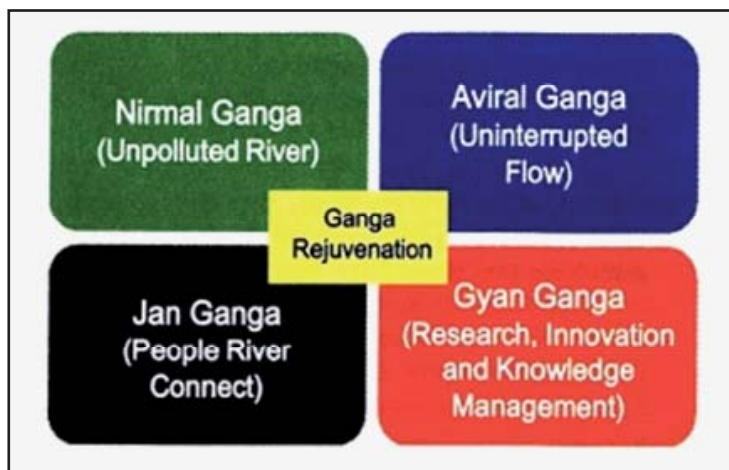 Nirmal Ganga
(Unpolluted River)
Aviral Ganga
(Uninterrupted
Flow)
Ganga
Rejuvenation
Jan Ganga
(People River
Connect)
Gyan Ganga
(Research, Innovation
and Knowledge
Management)